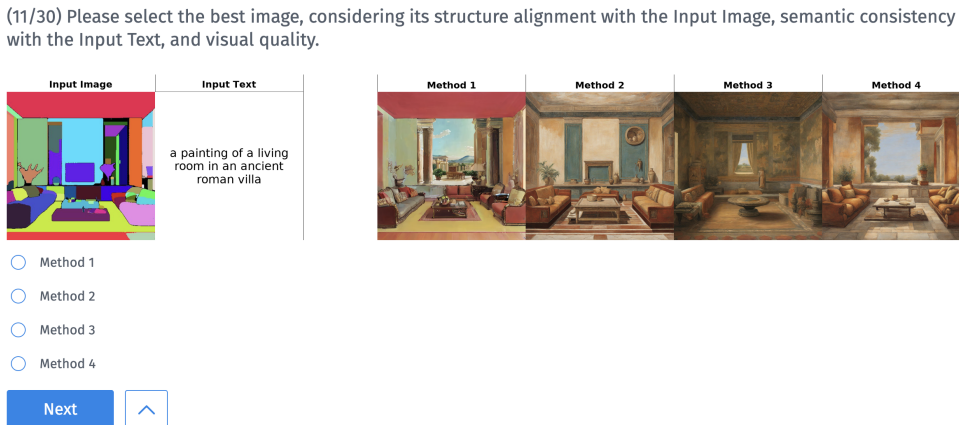 (11/30) Please select the best image, considering its structure alignment with the Input Image, semantic consistency
with the Input Text, and visual quality.
Input Image
Input Text
Method 1
Method 2
Method 3
Method 4
a painting of a living
room in an ancient
roman villa
Method 1
Method 2
Method 3
Method 4
Next